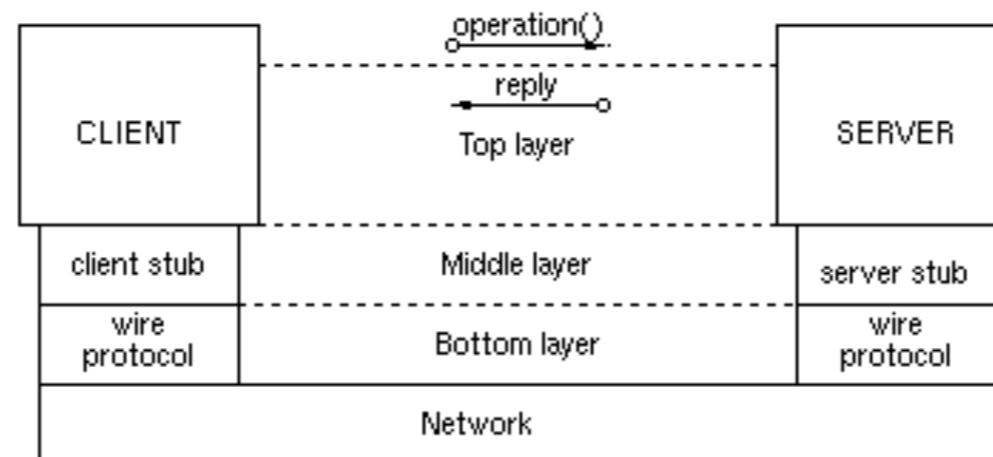 operation()
reply
CLIENT
Top layer
SERVER
client stub
Middle layer
server stub
wire
protocol
Bottom layer
wire
protocol
Network